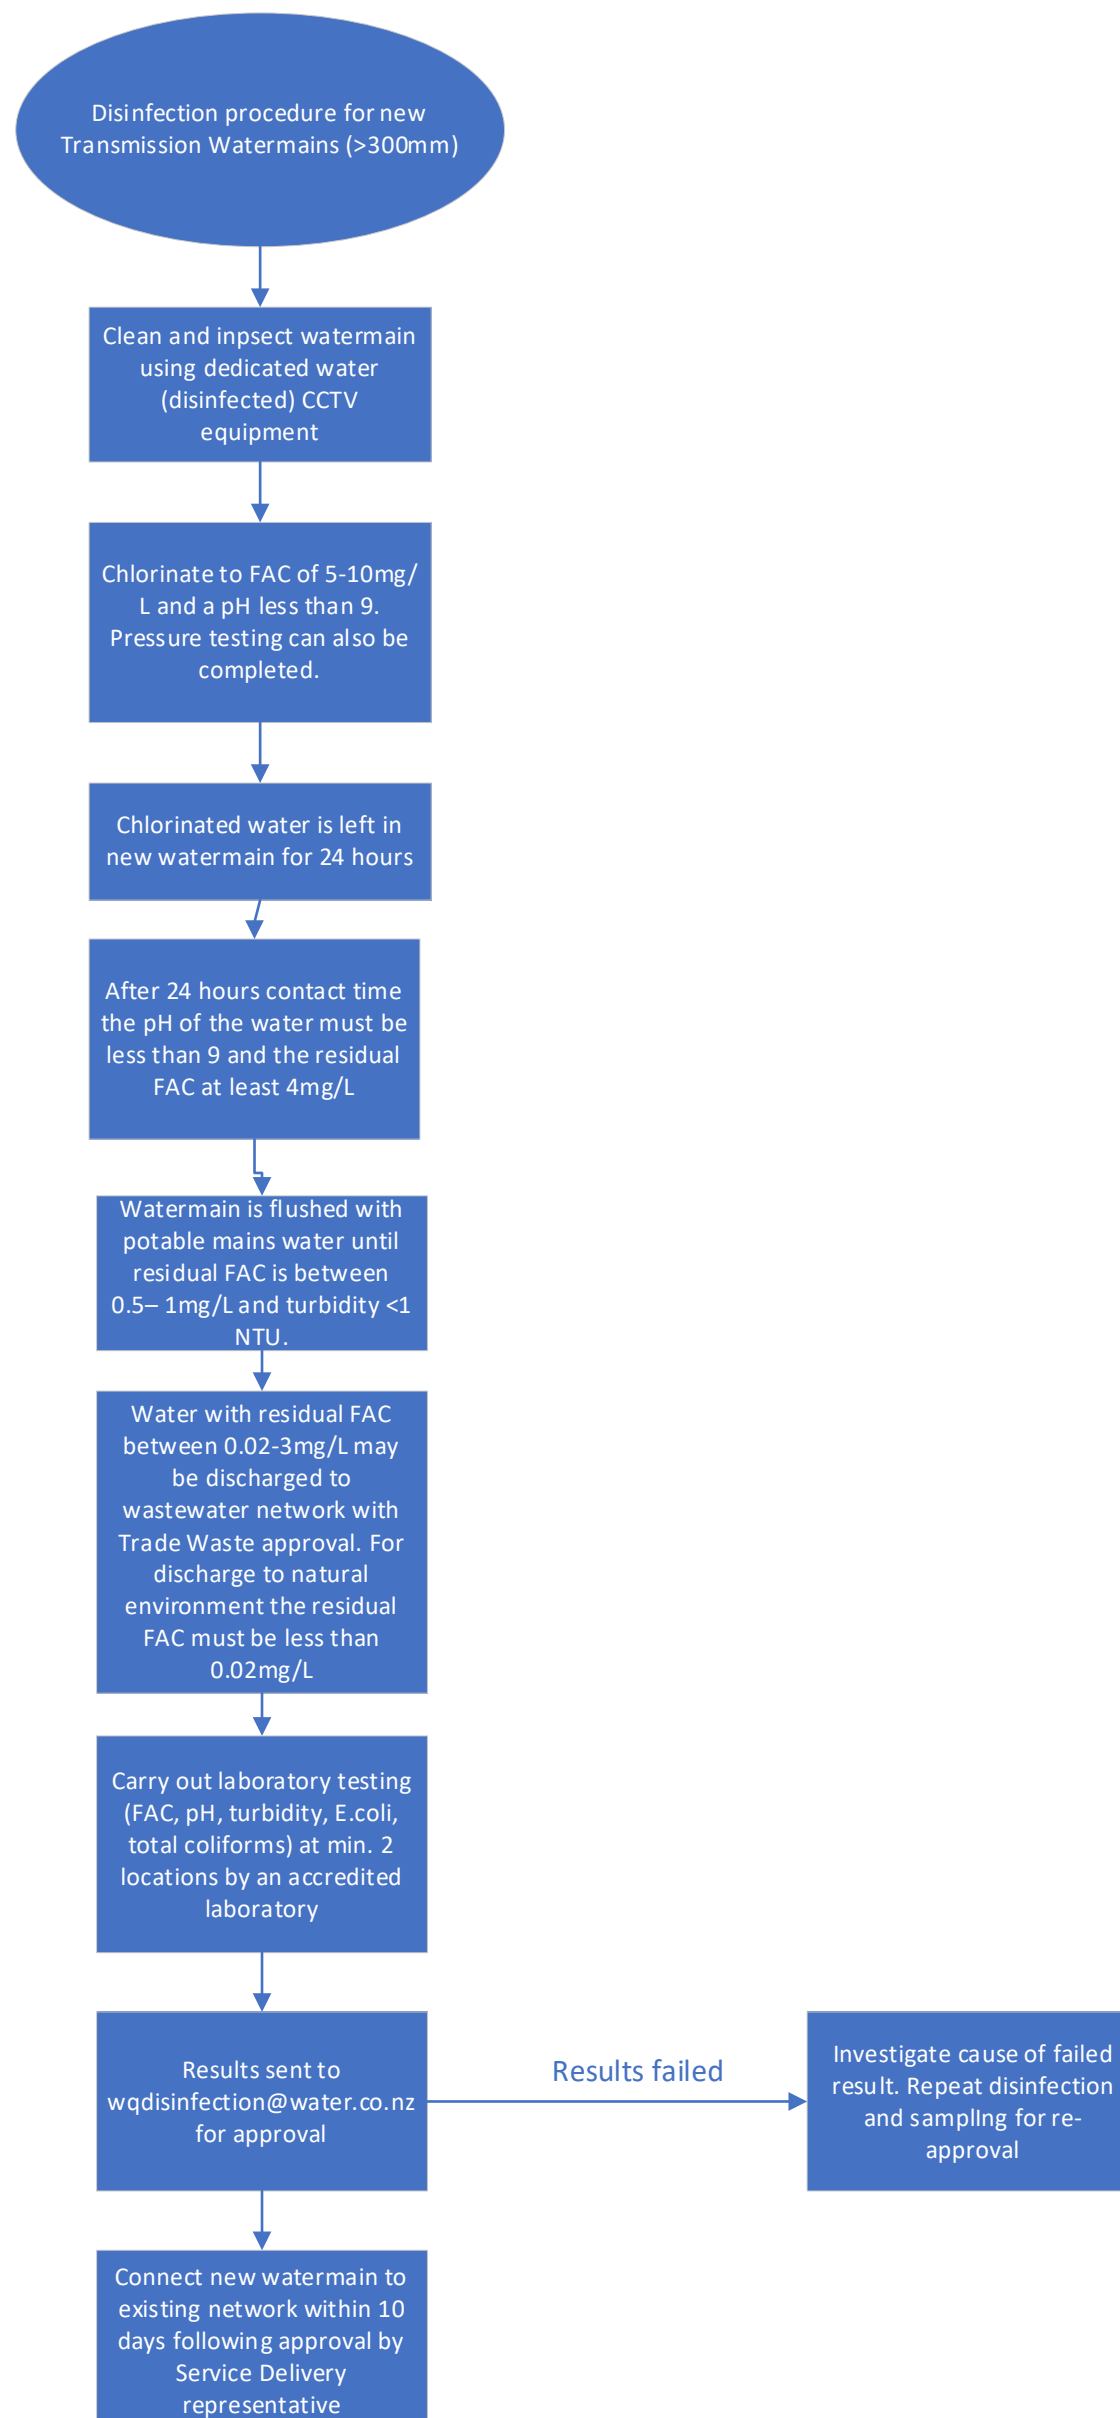 Disinfection procedure for new
Transmission Watermains (>300mm)
Clean and inpsect watermain
using dedicated water
(disinfected) CCTV
equipment
Chlorinate to FAC of 5-10mg/
L and a pH less than 9.
Pressure testing can also be
completed.
Chlorinated water is left in
new watermain for 24 hours
After 24 hours contact time
the pH of the water must be
less than 9 and the residual
FAC at least 4mg/L
Watermain is flushed with
potable mains water until
residual FAC is between
0.5– 1mg/L and turbidity <1
NTU.
Water with residual FAC
between 0.02-3mg/L may
be discharged to
wastewater network with
Trade Waste approval. For
discharge to natural
environment the residual
FAC must be less than
0.02mg/L
Carry out laboratory testing
(FAC, pH, turbidity, E.coli,
total coliforms) at min. 2
locations by an accredited
laboratory
Results sent to
wqdisinfection@water.co.nz
for approval
Results failed
Investigate cause of failed
result. Repeat disinfection
and samplIng for re-
approval
Connect new watermain to
existing network within 10
days following approval by
Service Delivery
representative